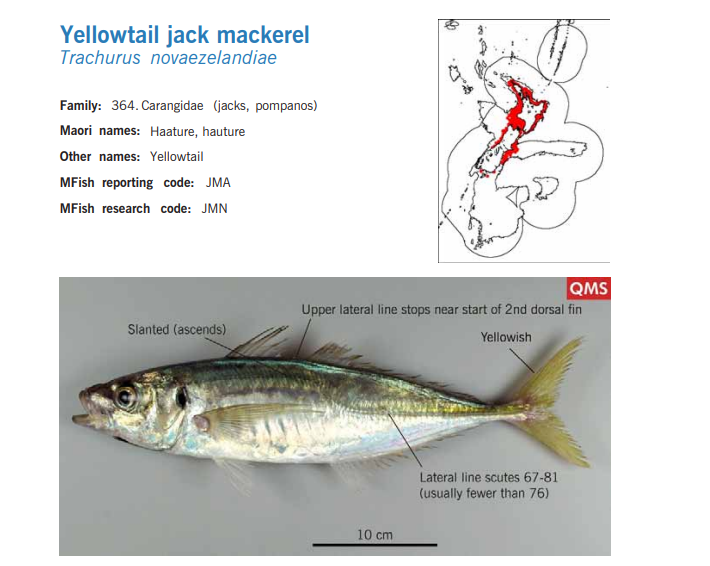 Yellowtail jack mackerel
Trachurus novaezelandiae
Family: 364. Carangidae (jacks, pompanos)
Maori names: Haature, hauture
Other names: Yellowtail
MFish reporting code: JMA
MFish research code: JMN
QMS
Upper lateral line stops near start of 2nd dorsal fin
Slanted (ascends)
Yellowish
Lateral line scutes 67-81
(usually fewer than 76)
10 cm